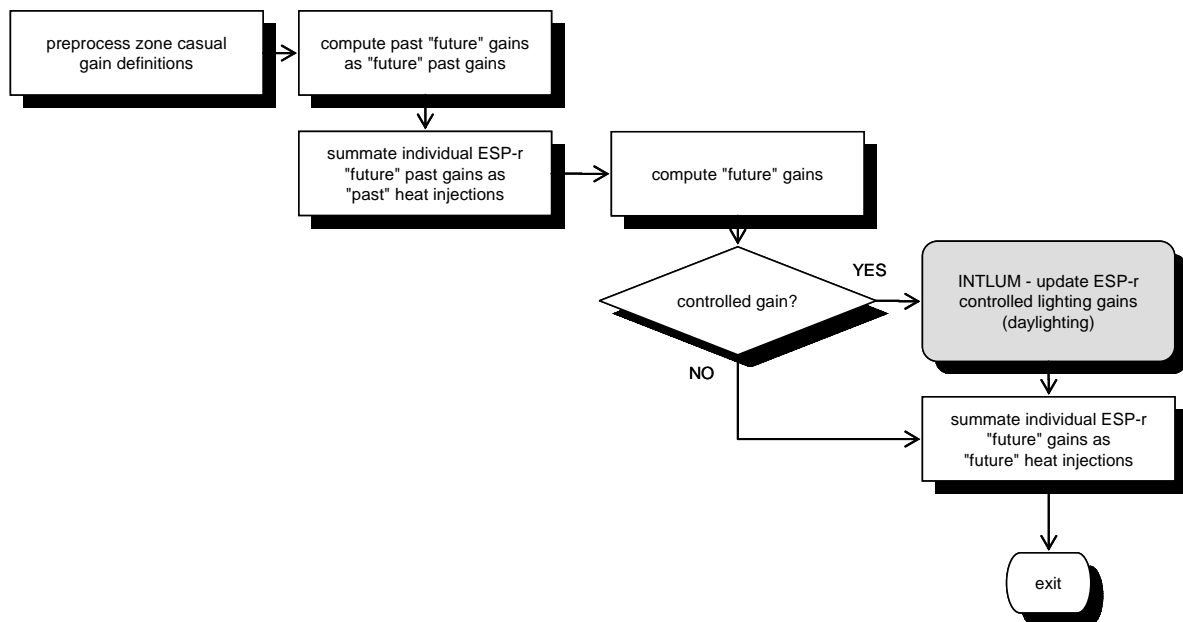 preprocess zone casual
gain definitions
compute past "future" gains
as "future" past gains
summate individual ESP-r
"future" past gains as
"past" heat injections
compute "future" gains
controlled gain?
YES
INTLUM - update ESP-r
controlled lighting gains
(daylighting)
NO
summate individual ESP-r
"future" gains as
"future" heat injections
exit